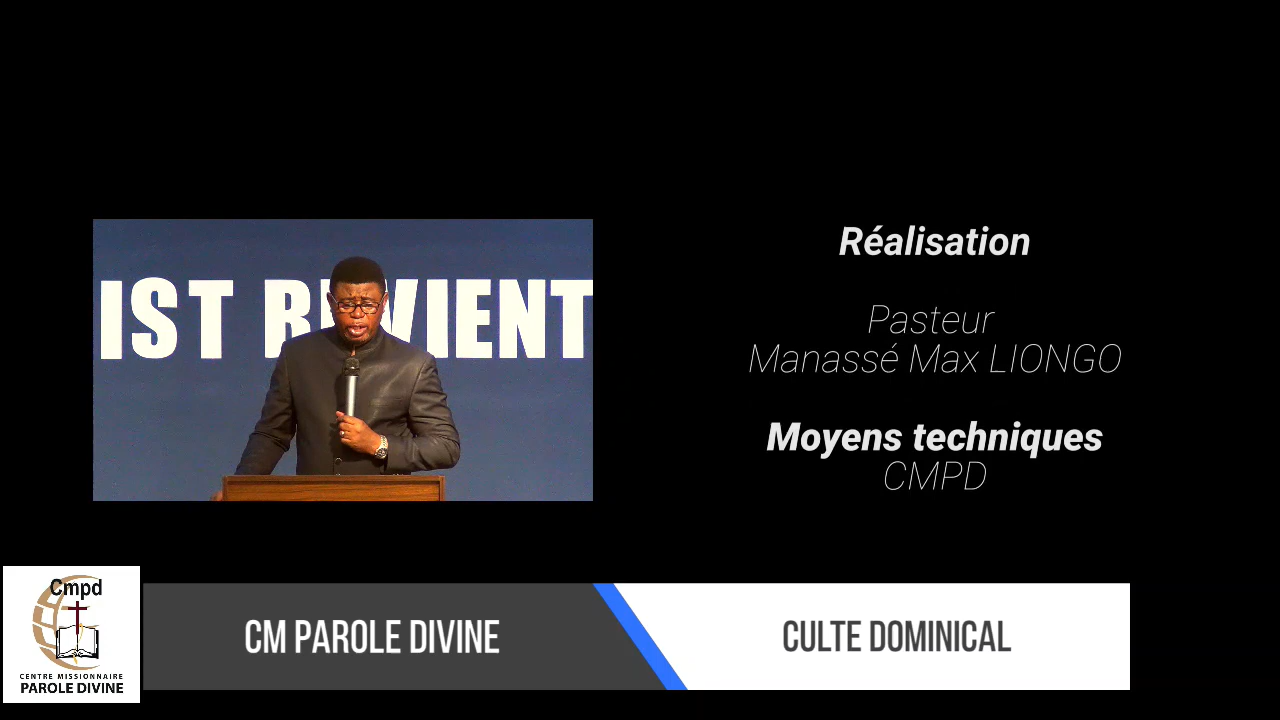 IST REVIENT
Réalisation
Pasteur
Manassé Max LIONGO
Moyens techniques
CMPD
Cmpd
CENTRE MISSIONNAIRE
PAROLE DIVINE
CM PAROLE DIVINE
CULTE DOMINICAL